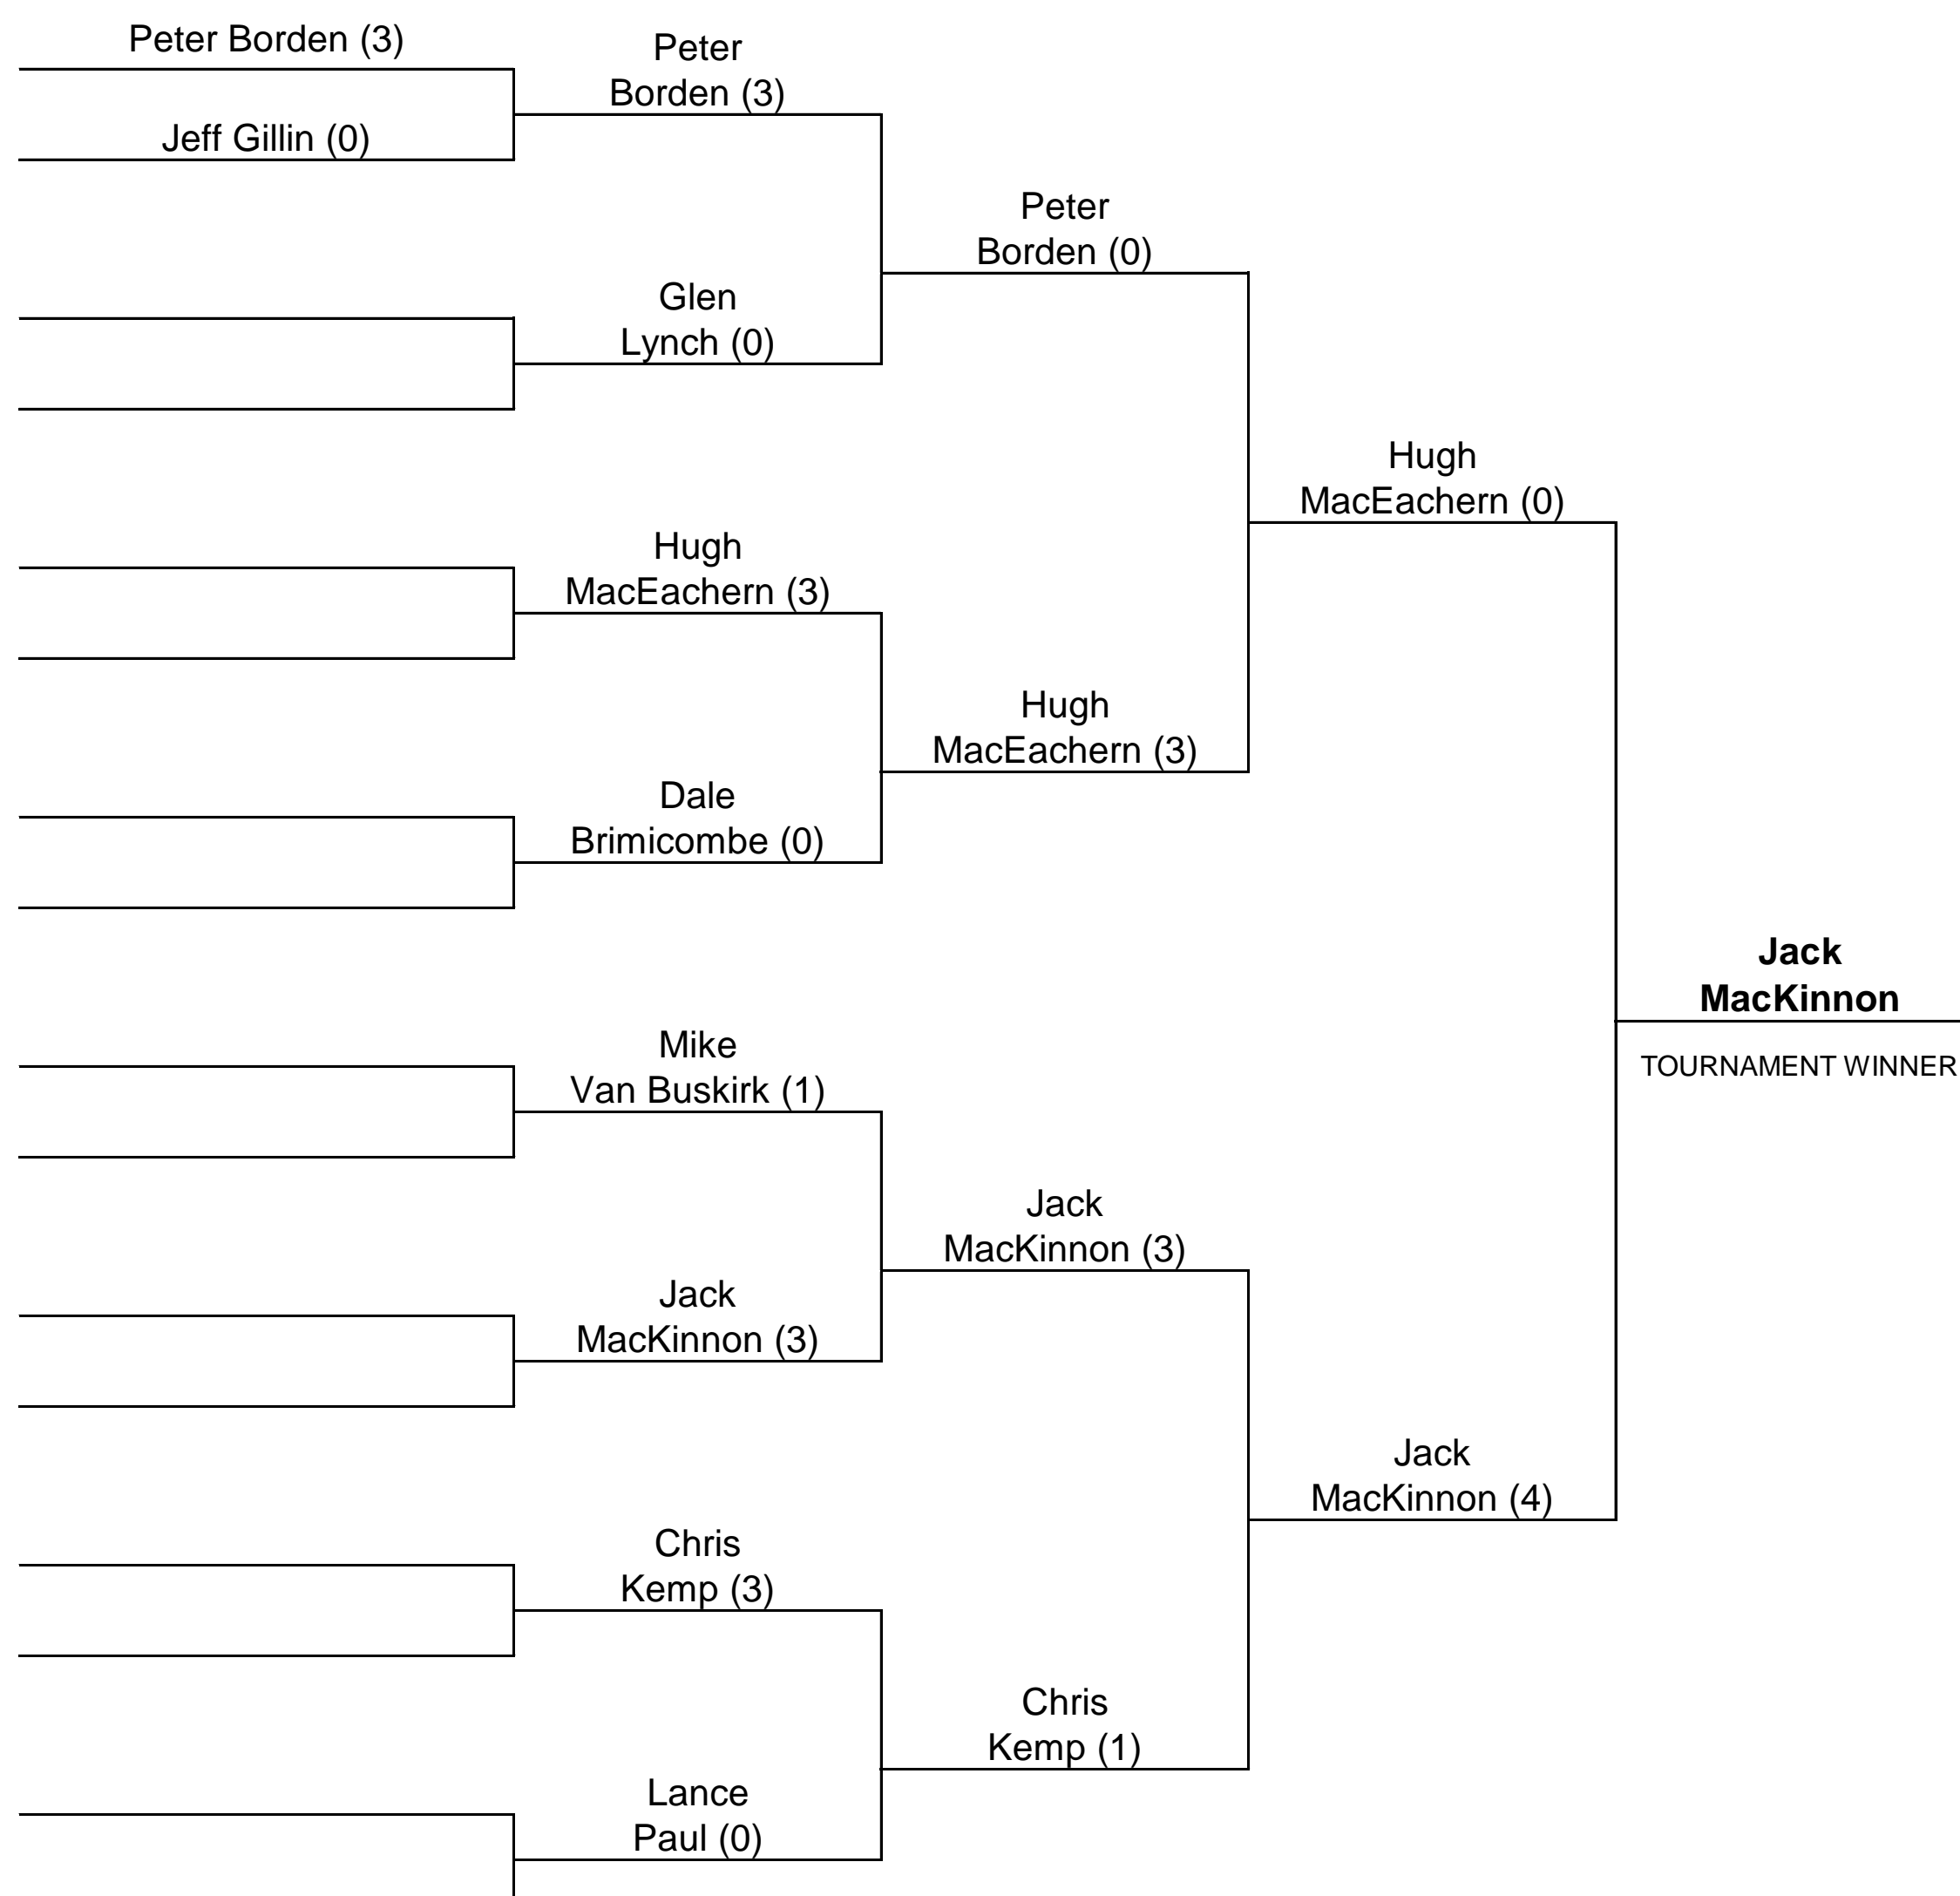 Peter Borden (3)
Jeff Gillin (0)
Peter
Borden (3)
Glen
Lynch (0)
Hugh
MacEachern (3)
Dale
Brimicombe (0)
Mike
Van Buskirk (1)
Jack
MacKinnon (3)
Chris
Kemp (3)
Lance
Paul (0)
Peter
Borden (0)
Hugh
MacEachern (3)
Jack
MacKinnon (3)
Chris
Kemp (1)
Hugh
MacEachern (0)
Jack
MacKinnon (4)
Jack
MacKinnon
TOURNAMENT WINNER